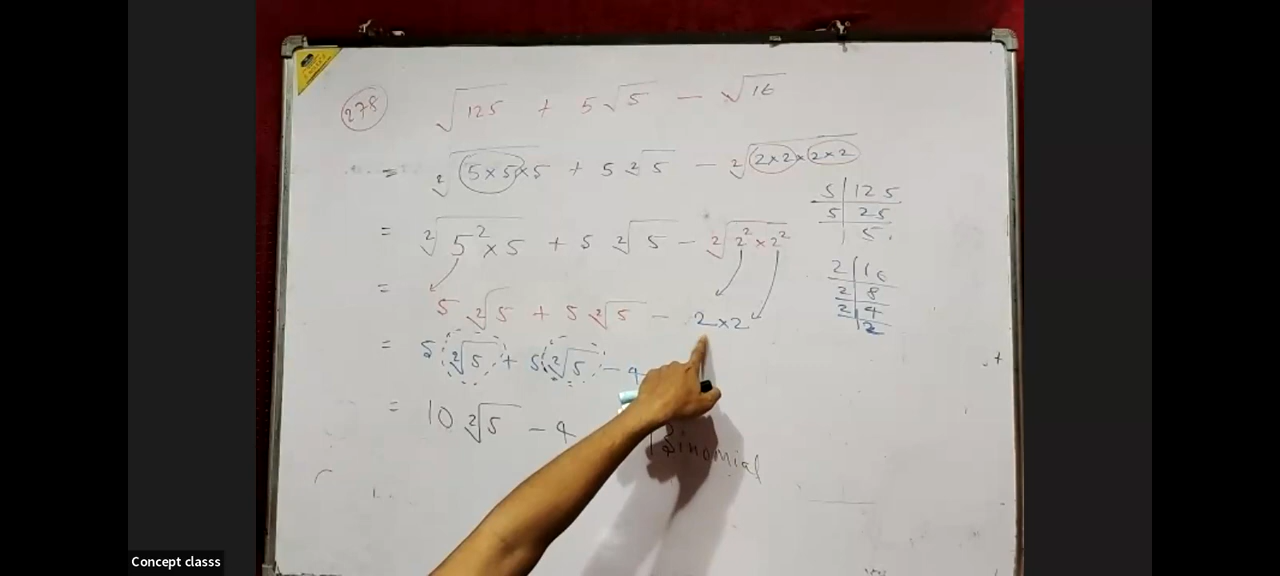 278 √125 + 5√5 - √16
= ²√5×5×5 + 5 ²√5 - ²√2×2×2×2
5 | 125
5 | 25
5
= ²√5²×5 + 5 ²√5 - ²√2²×2²
2 | 16
2 | 8
2 | 4
2
= 5 ²√5 + 5 ²√5 - 2×2
= 5 ²√5 + 5 ²√5 - 4
= 10 ²√5 - 4
Binomial
Concept classs